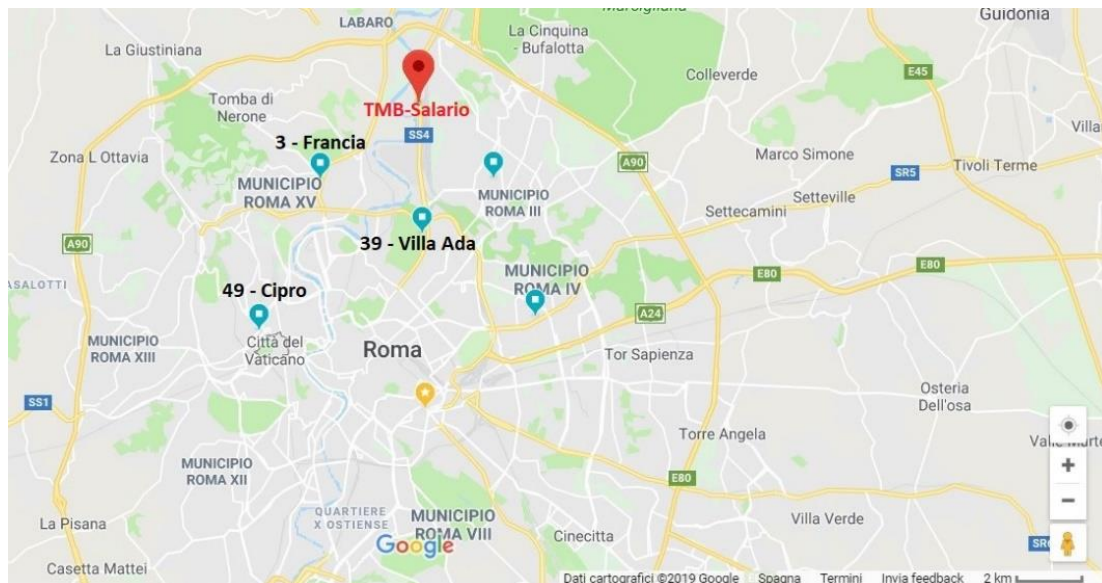 Marsigliana
LABARO
La Cinquina
- Bufalotta
Guidonia
La Giustiniana
Colleverde
E45
Tomba di
Nerone
TMB-Salario
SS4
Villa
3 - Francia
Zona L Ottavia
A90
Marco Simone
Tivoli Terme
SR5
MUNICIPIO
ROMA XV
MUNICIPIO
ROMA III
Setteville
Settecamini
A90
39 - Villa Ada
E80
E80
MUNICIPIO
ROMA IV
ASALOTTI
49 - Cipro
A24
MUNICIPIO
ROMA XIII
Città del
Vaticano
Roma
Tor Sapienza
Osteria
Dell'osa
SS1
Torre Angela
MUNICIPIO
ROMA XII
E80
QUARTIERE
X OSTIENSE
MUNICIPIO
ROMA VIII
La Pisana
Villa Verde
Google
Cinecitta
Casetta Mattei
Dati cartografici ©2019 Google Spagna Termini Invia feedback 2 km